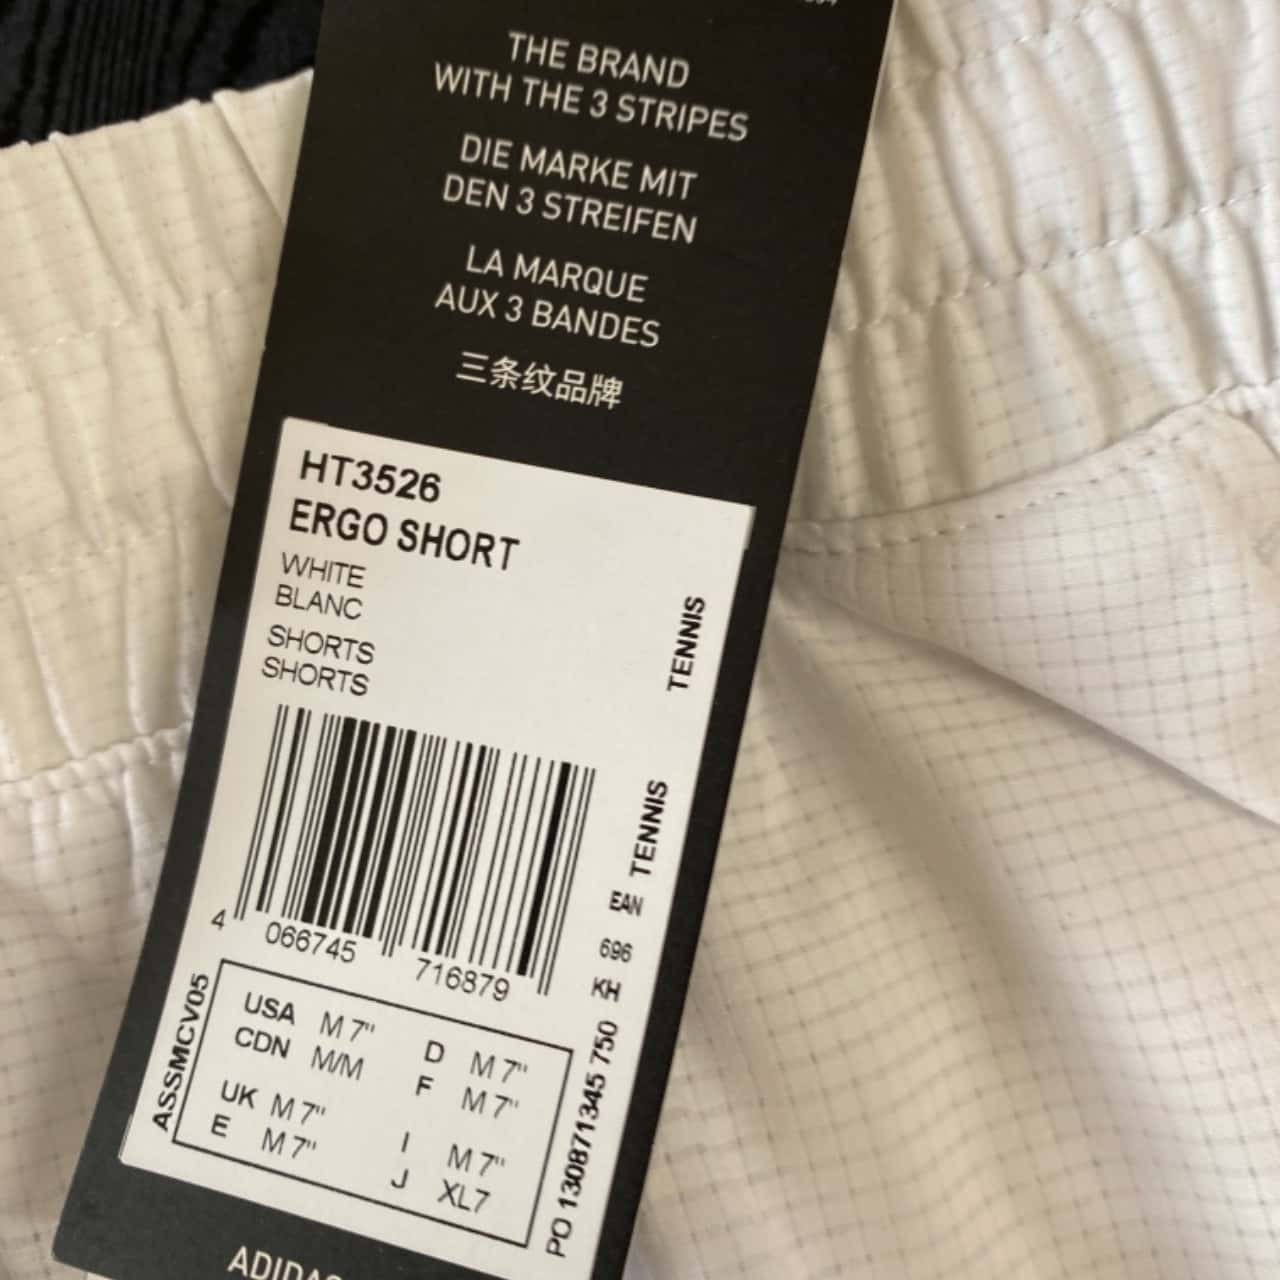 THE BRAND
WITH THE 3 STRIPES
DIE MARKE MIT
DEN 3 STREIFEN
LA MARQUE
AUX 3 BANDES
三条纹品牌
HT3526
ERGO SHORT
WHITE
BLANC
SHORTS
SHORTS
TENNIS
TENNIS
EAN
696
KH
4 066745 716879
ASSMCV05
USA M 7"
CDN M/M
UK M 7"
E M 7"
D M 7"
F M 7"
I M 7"
J XL7
PO 130871345 750